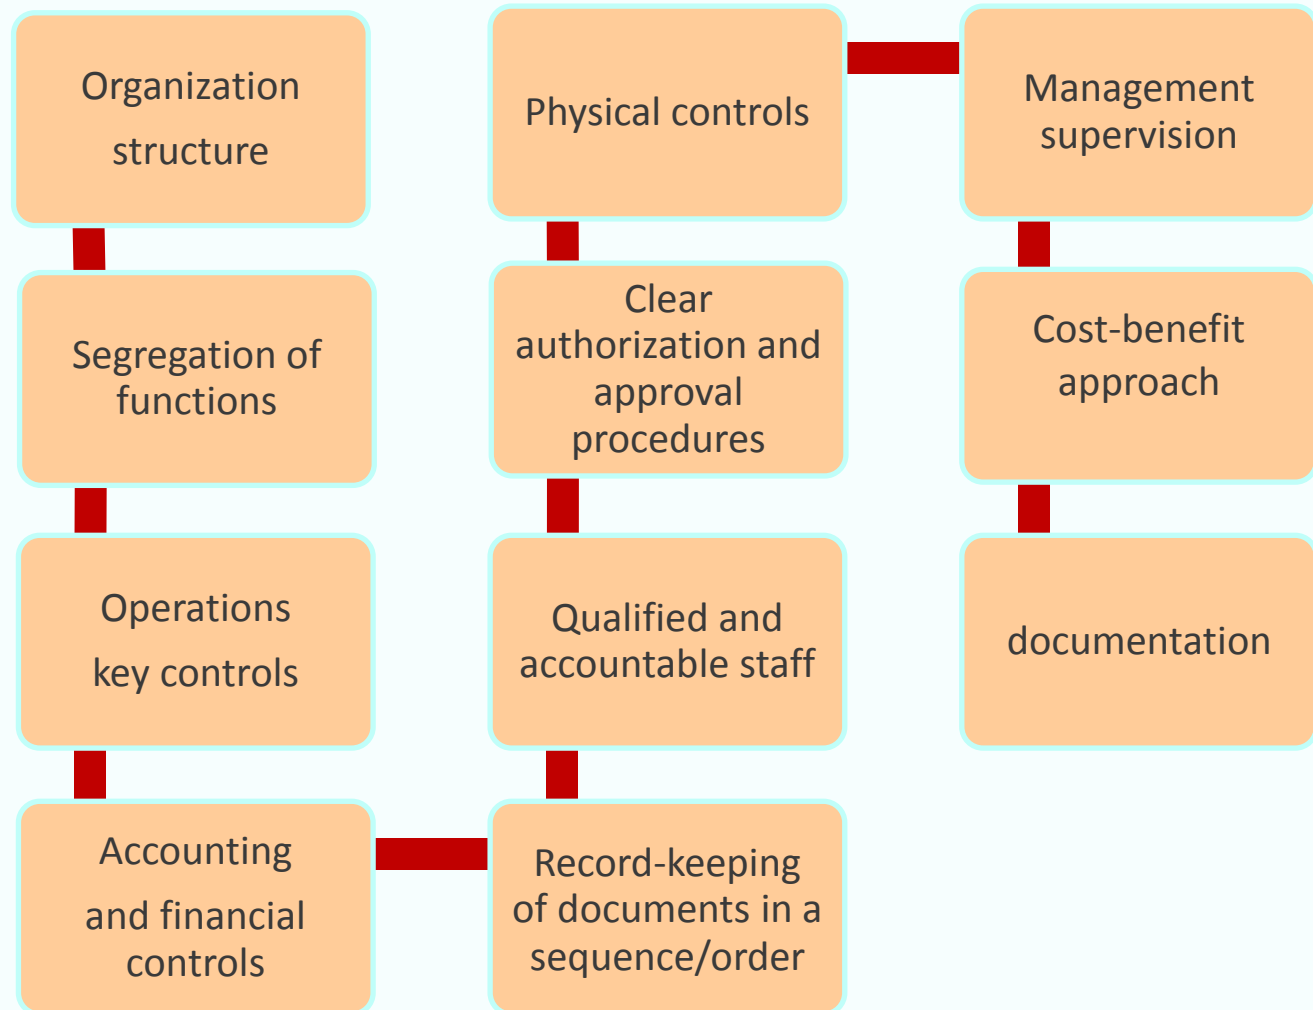 Organization
structure
Segregation of
functions
Operations
key controls
Accounting
and financial
controls
Record-keeping
of documents in a
sequence/order
Qualified and
accountable staff
Clear
authorization and
approval
procedures
Physical controls
Management
supervision
Cost-benefit
approach
documentation